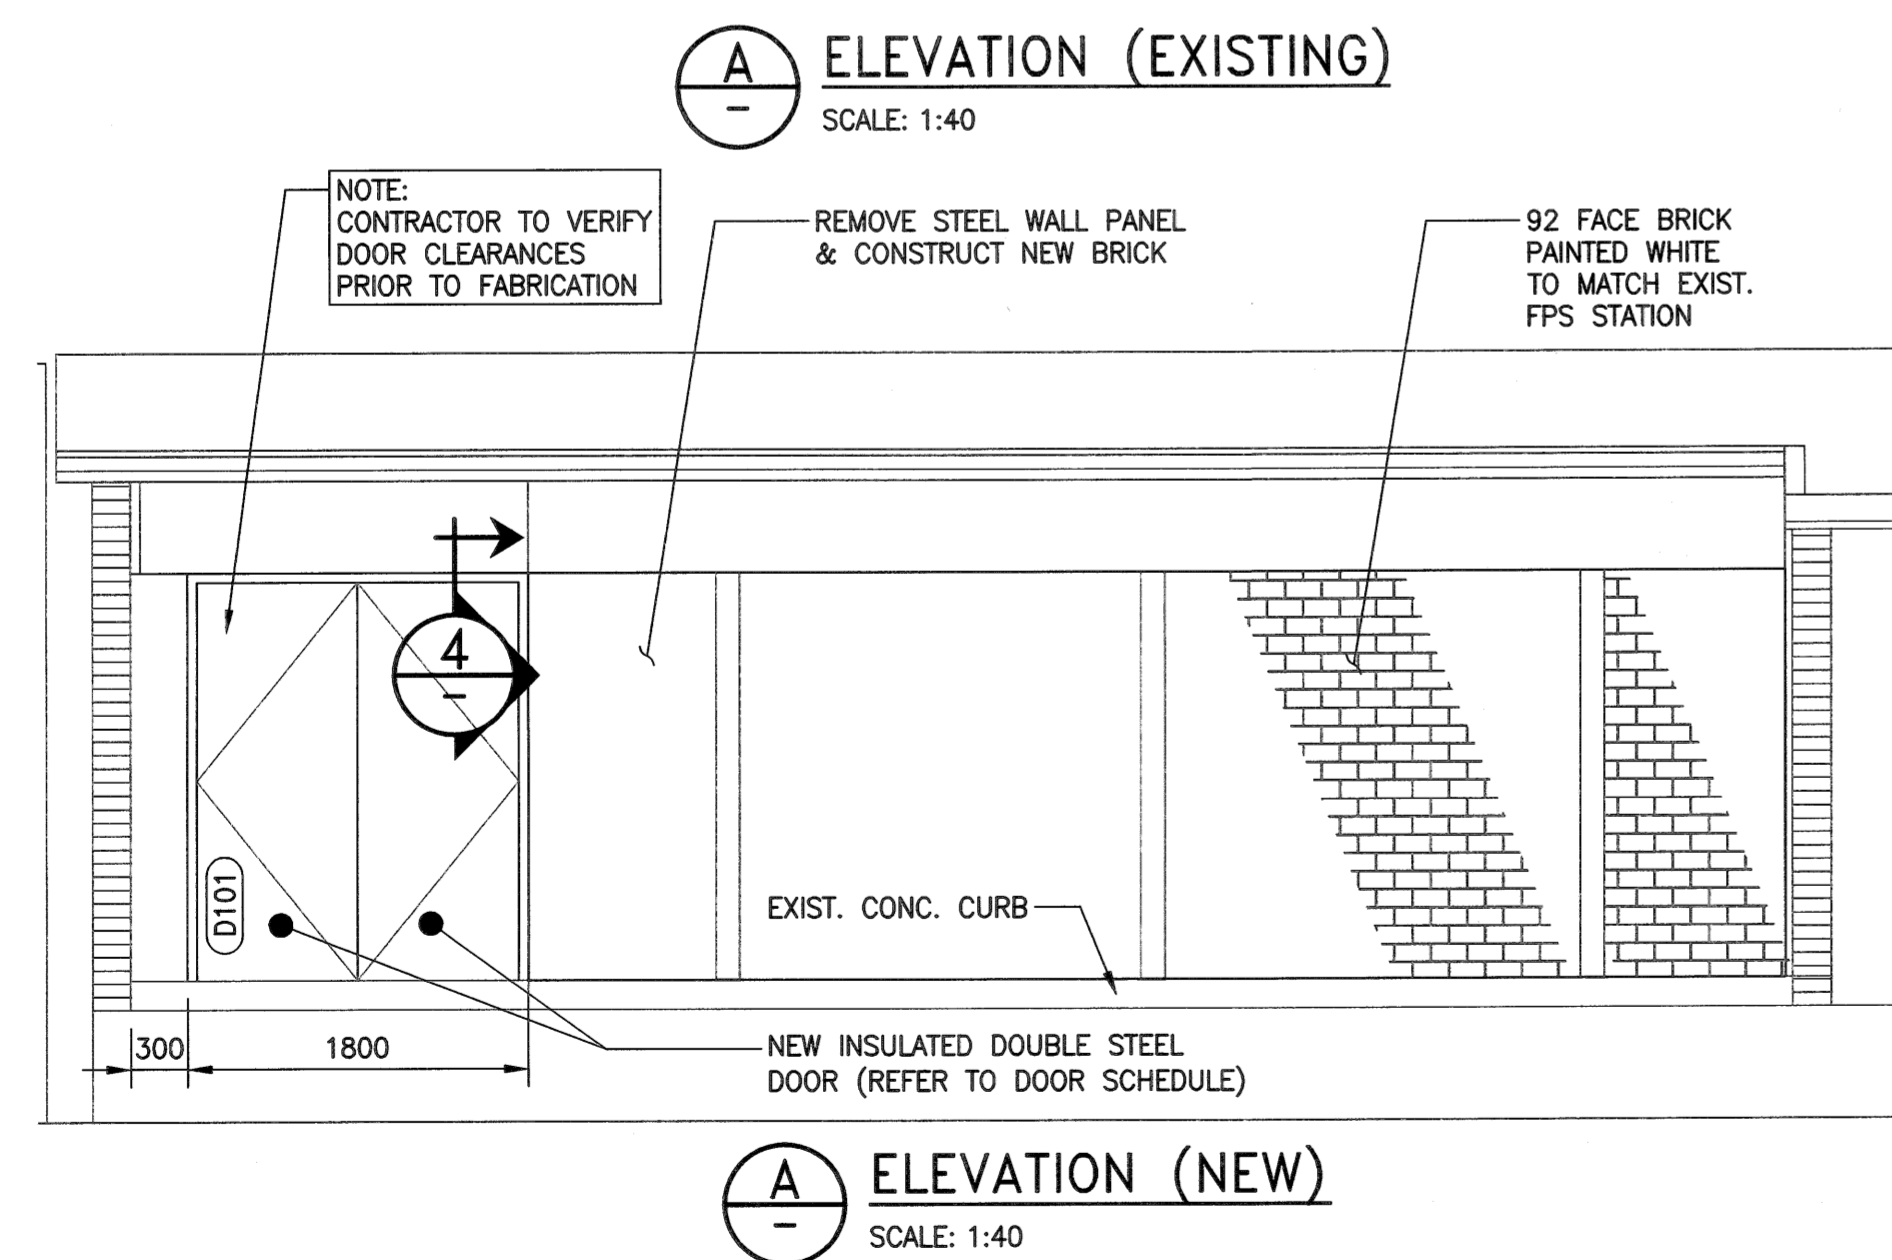 A
-
ELEVATION (EXISTING)
SCALE: 1:40
NOTE:
CONTRACTOR TO VERIFY
DOOR CLEARANCES
PRIOR TO FABRICATION
REMOVE STEEL WALL PANEL
& CONSTRUCT NEW BRICK
92 FACE BRICK
PAINTED WHITE
TO MATCH EXIST.
FPS STATION
4
-
D101
EXIST. CONC. CURB
300
1800
NEW INSULATED DOUBLE STEEL
DOOR (REFER TO DOOR SCHEDULE)
A
-
ELEVATION (NEW)
SCALE: 1:40